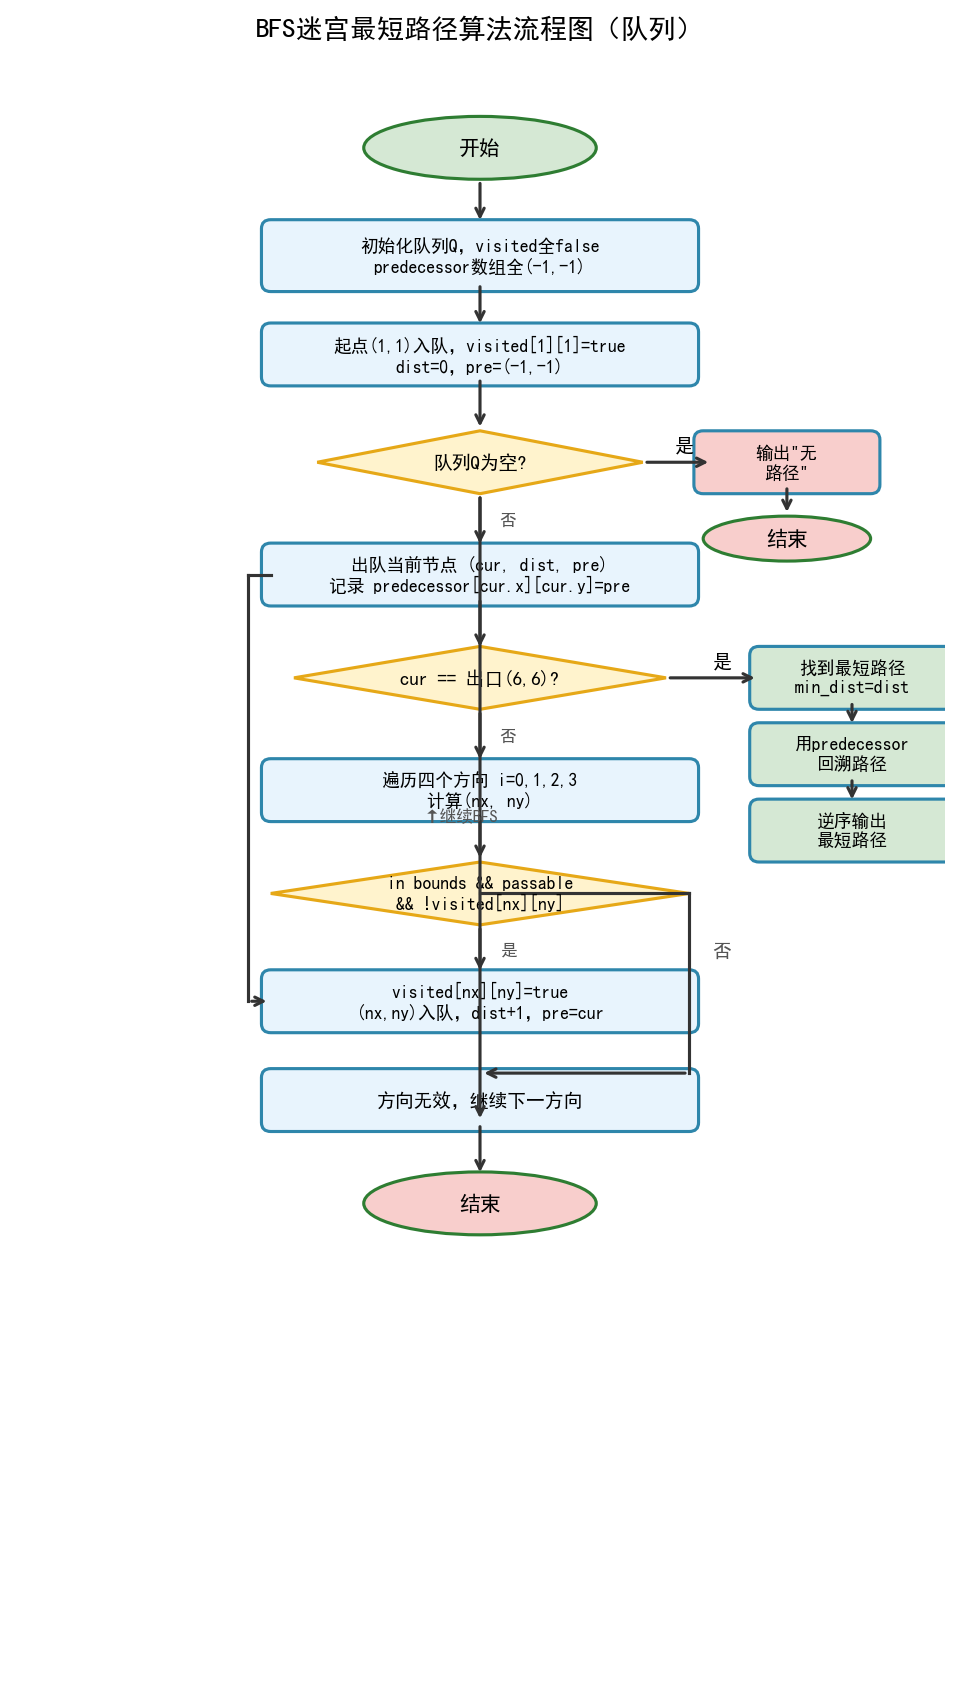 BFS迷宫最短路径算法流程图（队列）
开始
初始化队列Q，visited全false
predecessor数组全(-1,-1)
起点(1,1)入队，visited[1][1]=true
dist=0，pre=(-1,-1)
队列Q为空?
是
输出"无
路径"
结束
否
出队当前节点 (cur, dist, pre)
记录 predecessor[cur.x][cur.y]=pre
cur == 出口(6,6)?
是
找到最短路径
min_dist=dist
否
用predecessor
回溯路径
遍历四个方向 i=0,1,2,3
计算(nx, ny)
↑继续BFS
逆序输出
最短路径
in bounds && passable
&& !visited[nx][ny]
是
否
visited[nx][ny]=true
(nx,ny)入队，dist+1，pre=cur
方向无效，继续下一方向
结束